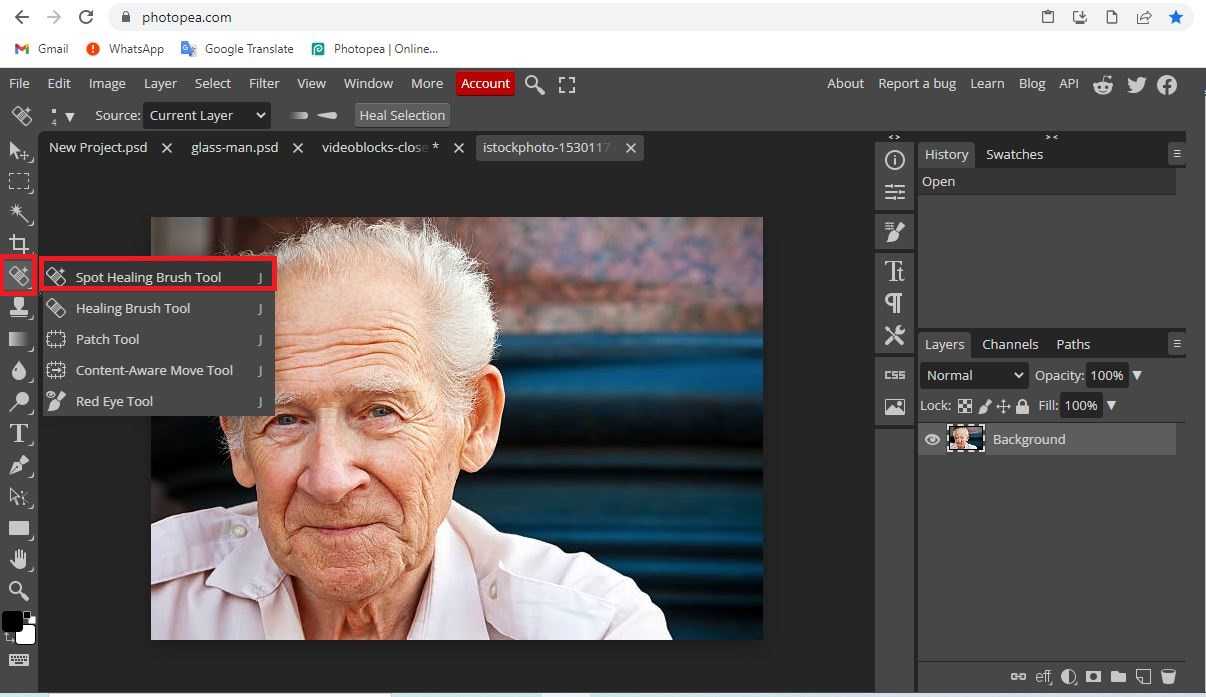 photopea.com
Gmail WhatsApp Google Translate Photopea | Online...
File Edit Image Layer Select Filter View Window More Account About Report a bug Learn Blog API
4 Source: Current Layer Heal Selection
New Project.psd glass-man.psd videoblocks-close * istockphoto-1530117
Spot Healing Brush Tool J
Healing Brush Tool J
Patch Tool J
Content-Aware Move Tool J
Red Eye Tool J
T
Tt
¶
CSS
< >
> <
History Swatches
Open
Layers Channels Paths
Normal Opacity: 100%
Lock: Fill: 100%
Background
eff